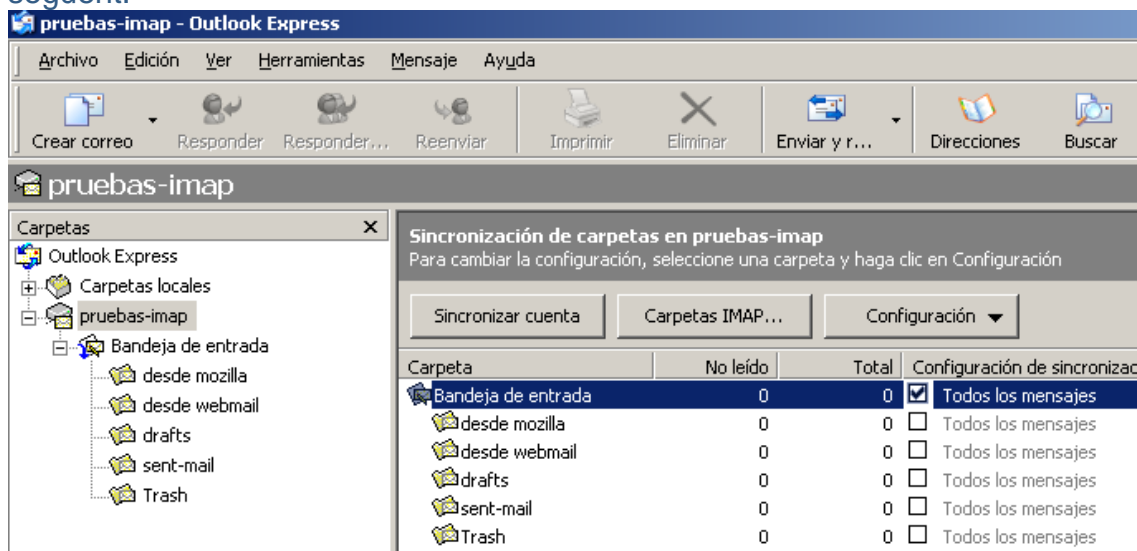 seguent:
pruebas-imap - Outlook Express
Archivo Edición Ver Herramientas Mensaje Ayuda
Crear correo Responder Responder... Reenviar Imprimir Eliminar Enviar y r... Direcciones Buscar
pruebas-imap
Carpetas x
Outlook Express
Carpetas locales
pruebas-imap
Bandeja de entrada
desde mozilla
desde webmail
drafts
sent-mail
Trash
Sincronización de carpetas en pruebas-imap
Para cambiar la configuración, seleccione una carpeta y haga clic en Configuración
Sincronizar cuenta Carpetas IMAP... Configuración
Carpeta No leído Total Configuración de sincronizac
Bandeja de entrada 0 0 Todos los mensajes
desde mozilla 0 0 Todos los mensajes
desde webmail 0 0 Todos los mensajes
drafts 0 0 Todos los mensajes
sent-mail 0 0 Todos los mensajes
Trash 0 0 Todos los mensajes